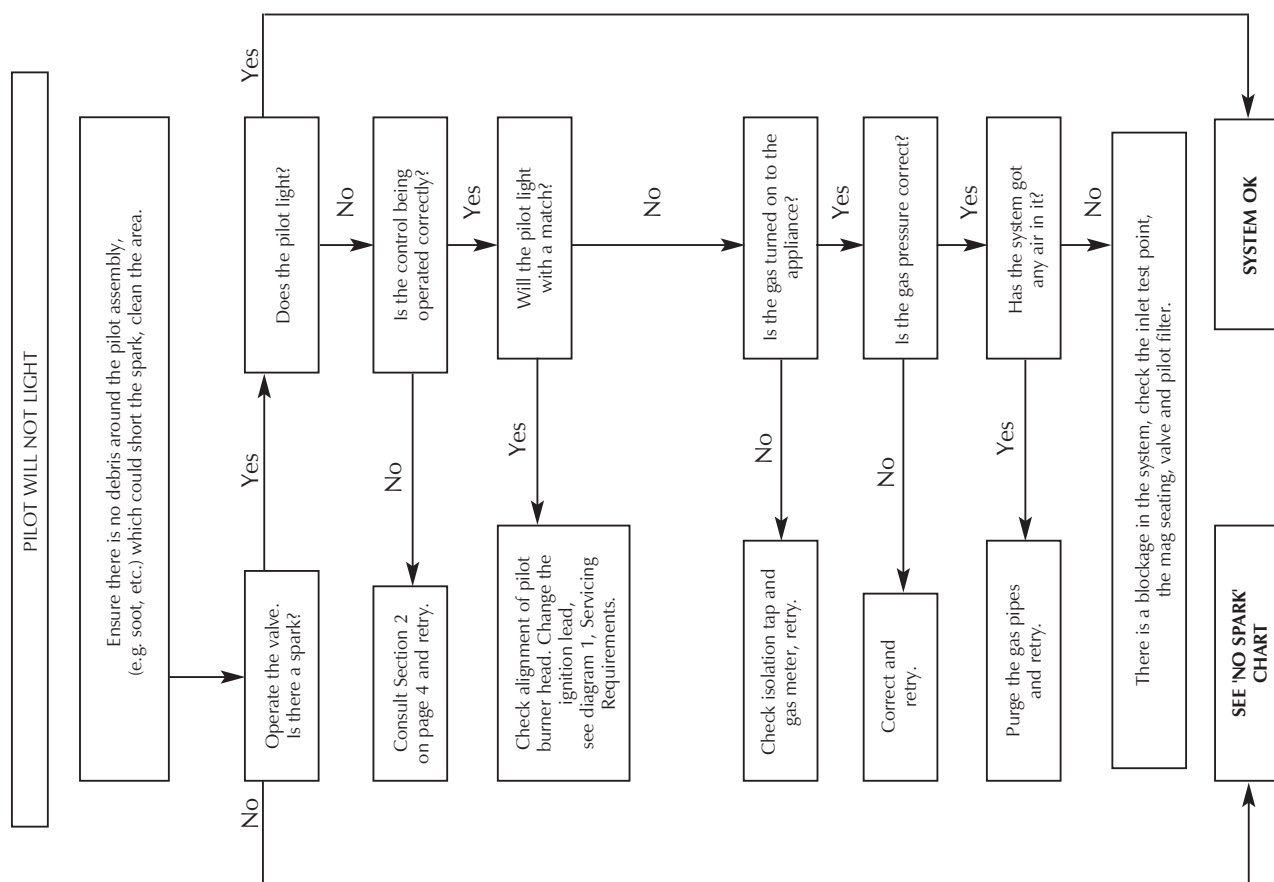 PILOT WILL NOT LIGHT
Ensure there is no debris around the pilot assembly,
(e.g. soot, etc.) which could short the spark, clean the area.
Operate the valve.
Is there a spark?
No
Yes
Does the pilot light?
Yes
No
Is the control being
operated correctly?
No
Consult Section 2
on page 4 and retry.
Yes
Will the pilot light
with a match?
Yes
Check alignment of pilot
burner head. Change the
ignition lead,
see diagram 1, Servicing
Requirements.
No
Is the gas turned on to the
appliance?
No
Check isolation tap and
gas meter, retry.
Yes
Is the gas pressure correct?
No
Correct and
retry.
Yes
Has the system got
any air in it?
Yes
Purge the gas pipes
and retry.
No
There is a blockage in the system, check the inlet test point,
the mag seating, valve and pilot filter.
SEE 'NO SPARK'
CHART
SYSTEM OK